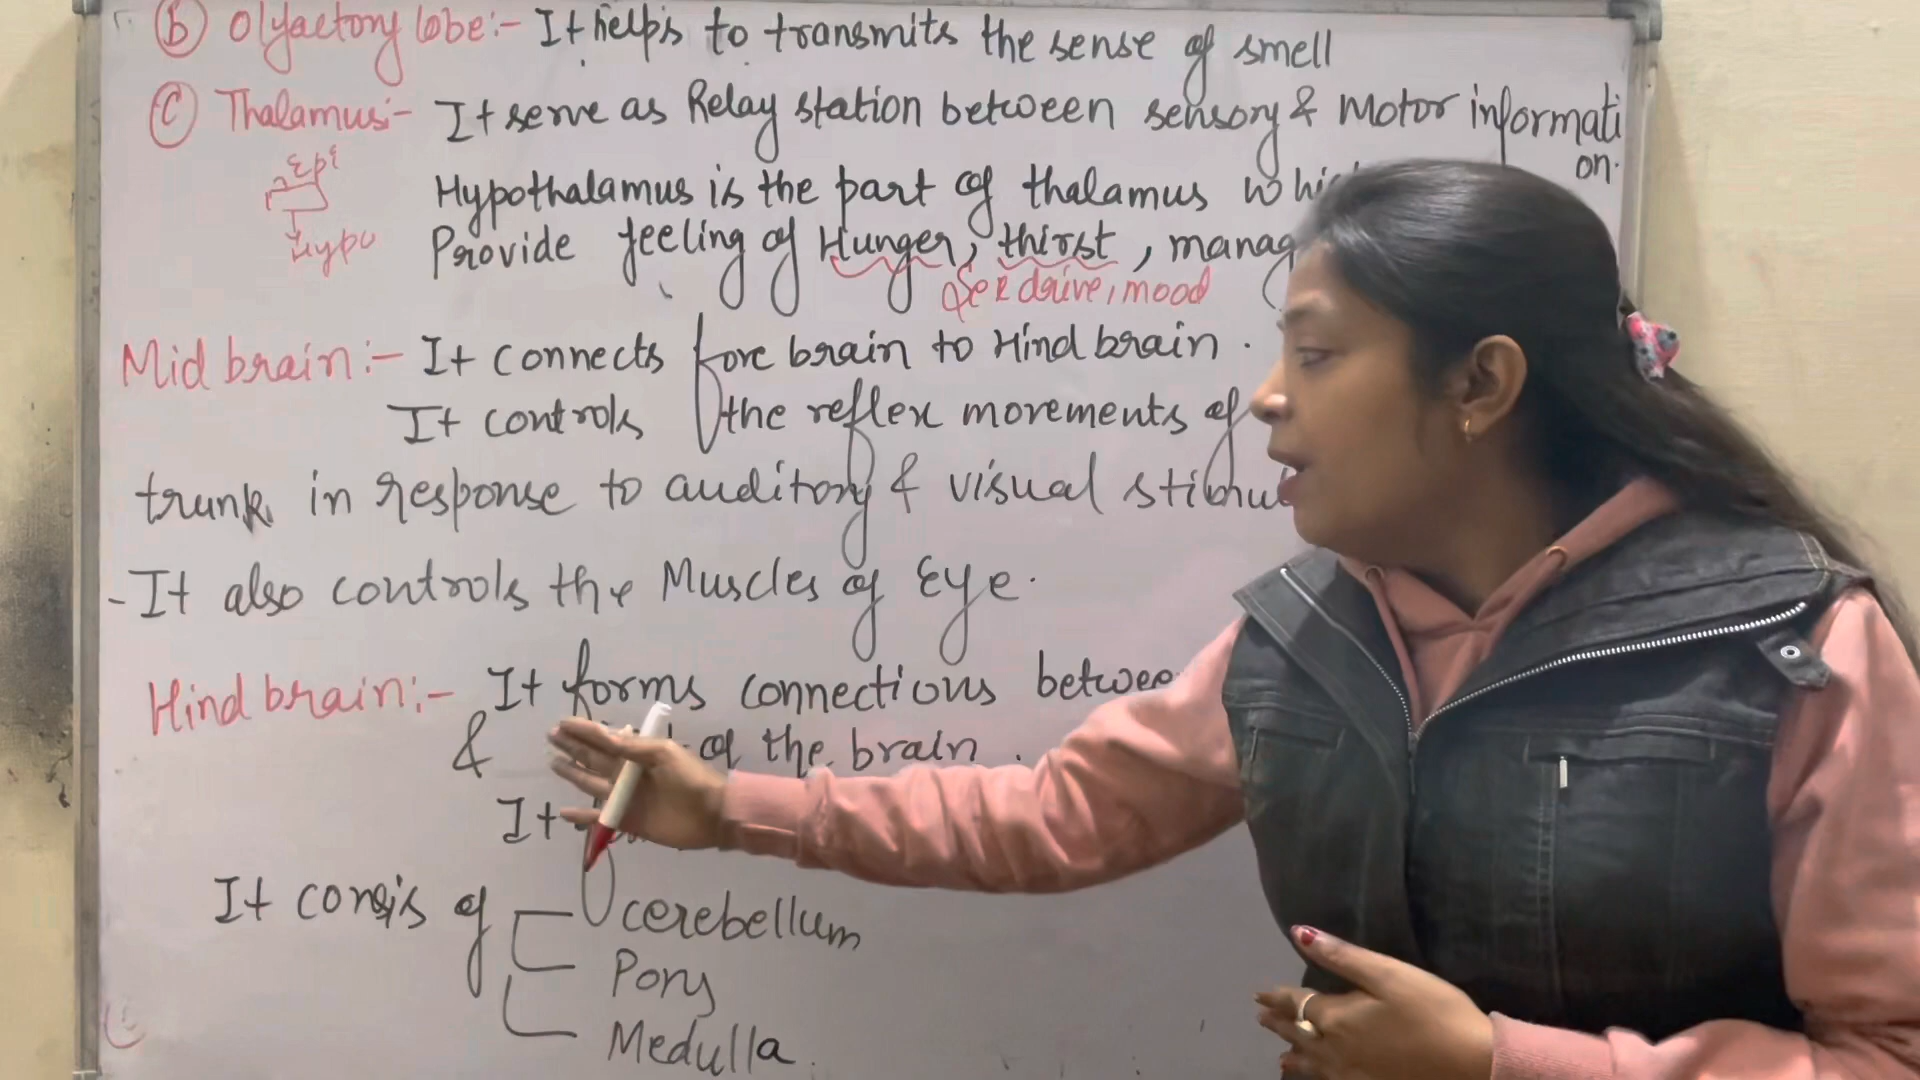 (B) Olfactory lobe:- It helps to transmits the sense of smell
(C) Thalamus:- It serve as Relay station between sensory & Motor informati
on.
Epi
Hypo
Hypothalamus is the part of thalamus
Provide feeling of Hunger, thirst, manag
Sex drive, mood
Mid brain:- It connects fore brain to Hind brain.
It controls the reflex movements of
trunk in response to auditory & visual
- It also controls the Muscles of Eye.
Hind brain:- It forms connections betwee
& of the brain.
It
It consis of
cerebellum
Pons
Medulla